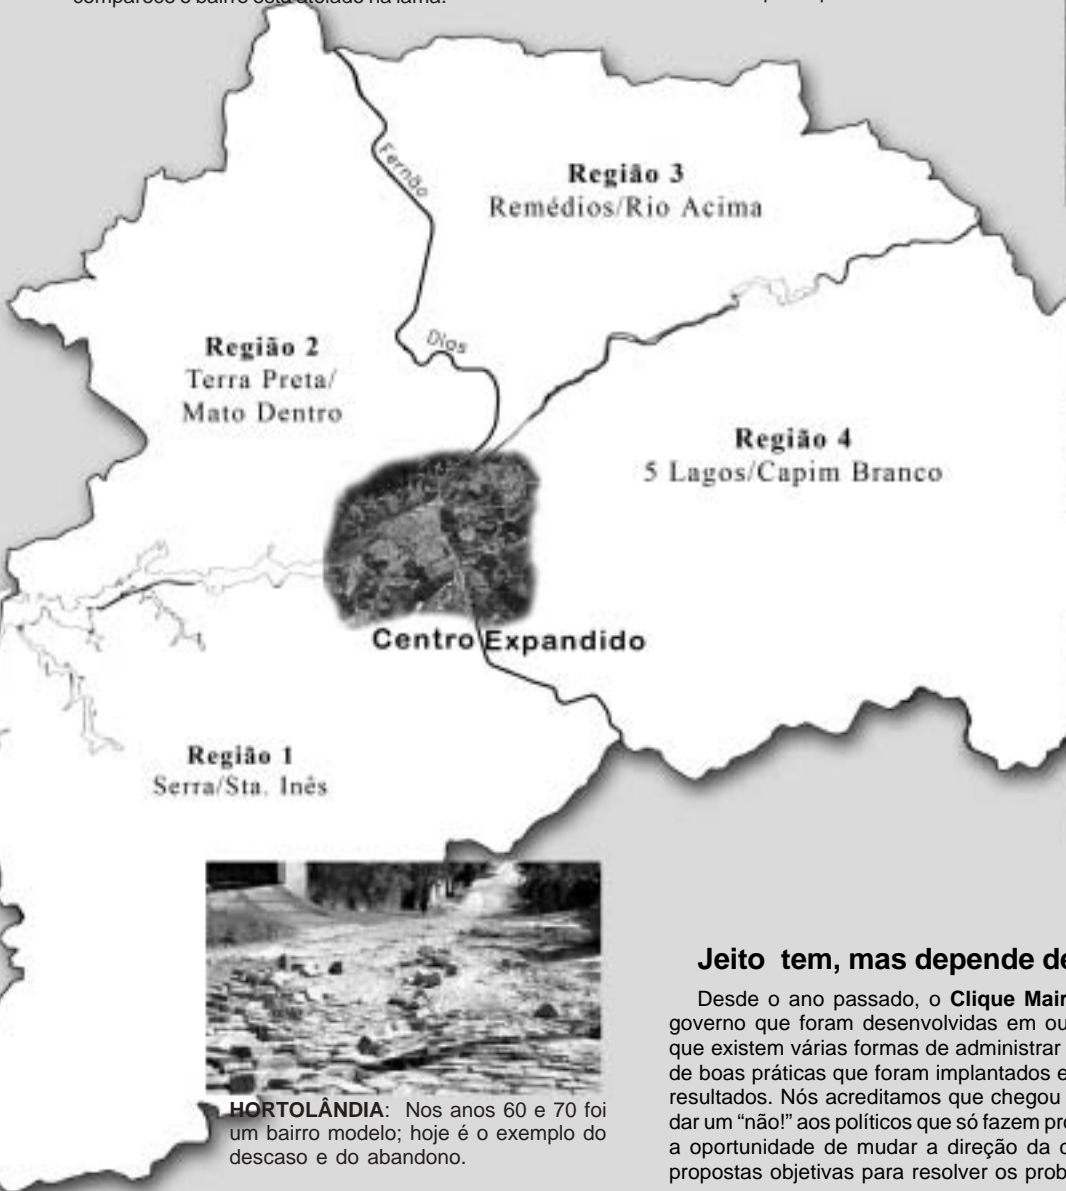 Fernão
Região 3
Remédios/Rio Acima
Dias
Região 2
Terra Preta/
Mato Dentro
Região 4
5 Lagos/Capim Branco
Centro Expandido
Região 1
Serra/Sta. Inês
HORTOLÂNDIA: Nos anos 60 e 70 foi
um bairro modelo; hoje é o exemplo do
descaso e do abandono.
Jeito tem, mas depende de
Desde o ano passado, o Clique Mair
governo que foram desenvolvidas em ou
que existem várias formas de administrar
de boas práticas que foram implantados e
resultados. Nós acreditamos que chegou
dar um “não!” aos políticos que só fazem pro
a oportunidade de mudar a direção da c
propostas objetivas para resolver os prob